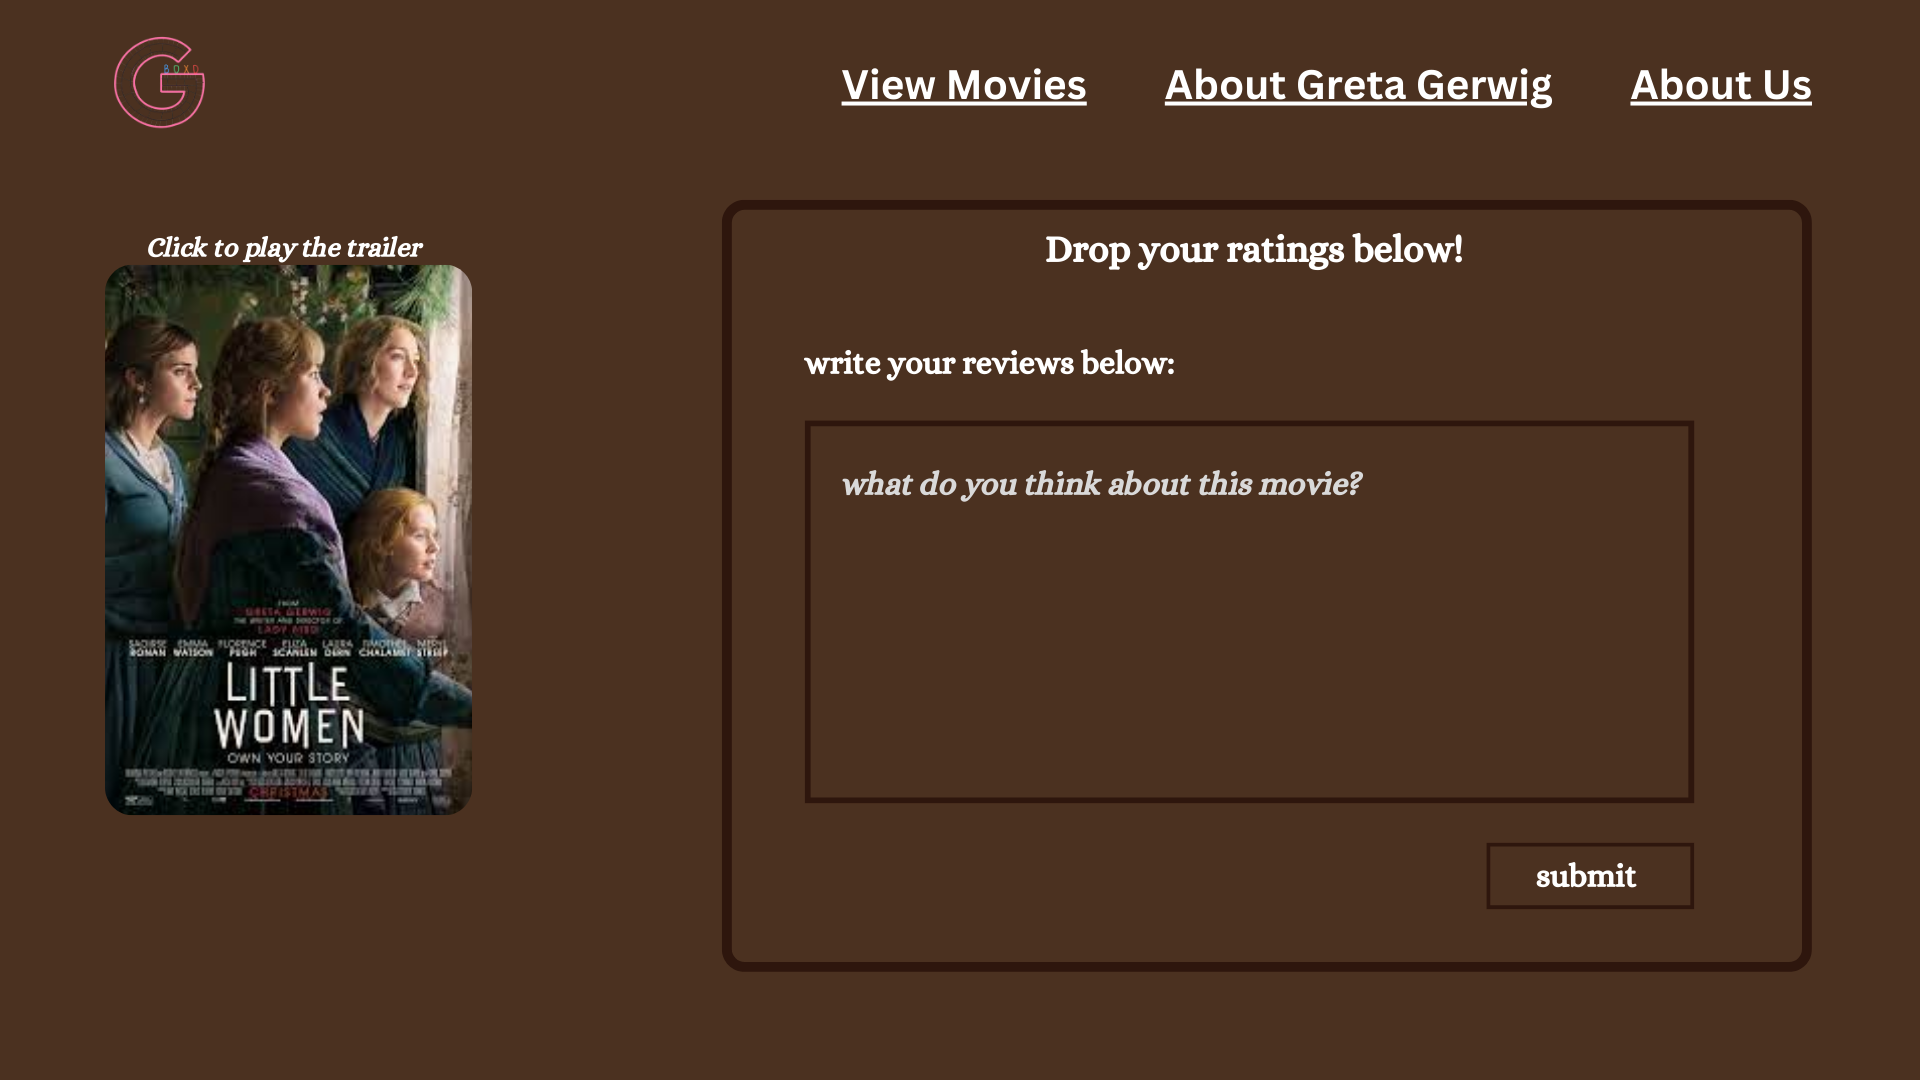 BOXD
View Movies
About Greta Gerwig
About Us
Click to play the trailer
Drop your ratings below!
write your reviews below:
what do you think about this movie?
submit
FROM
GRETA GERWIG
THE WRITER AND DIRECTOR OF
LADY BIRD
SAOIRSE RONAN EMMA WATSON FLORENCE PUGH ELIZA SCANLEN LAURA DERN TIMOTHÉE CHALAMET MERYL STREEP
LITTLE
WOMEN
OWN YOUR STORY
CHRISTMAS